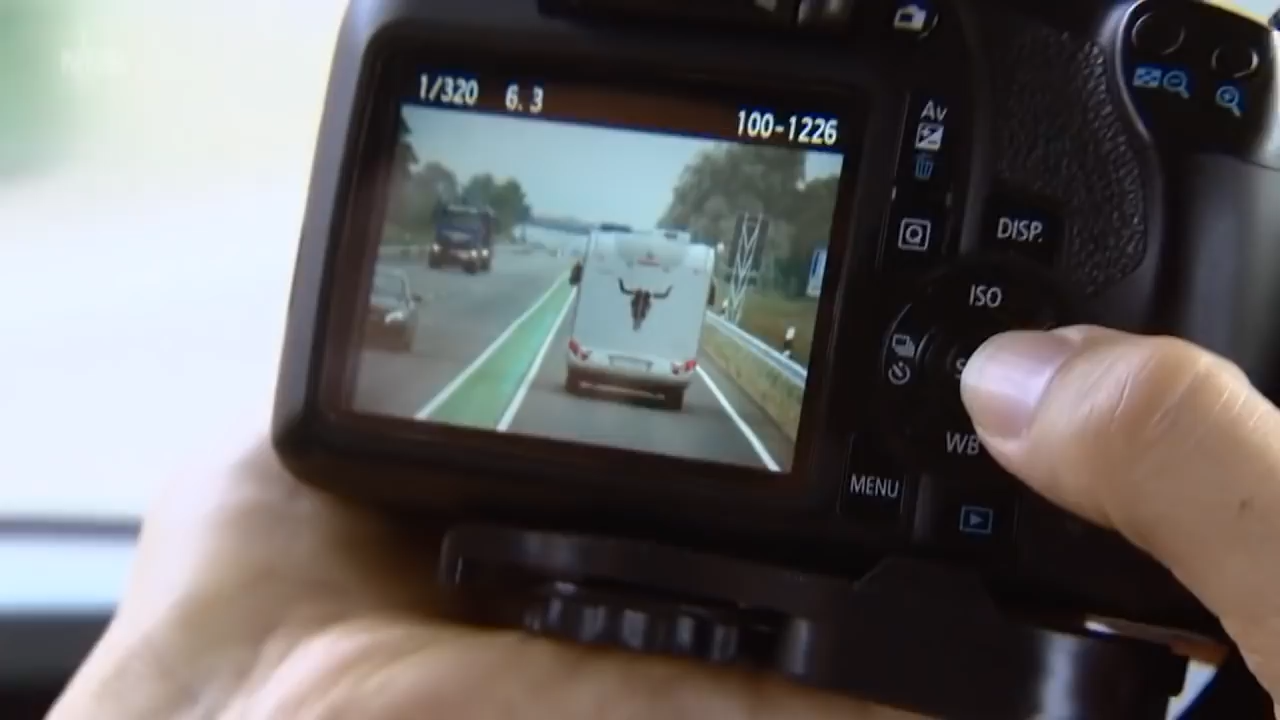 1/320 6.3
100-1226
Av
Q
DISP.
ISO
WB
MENU